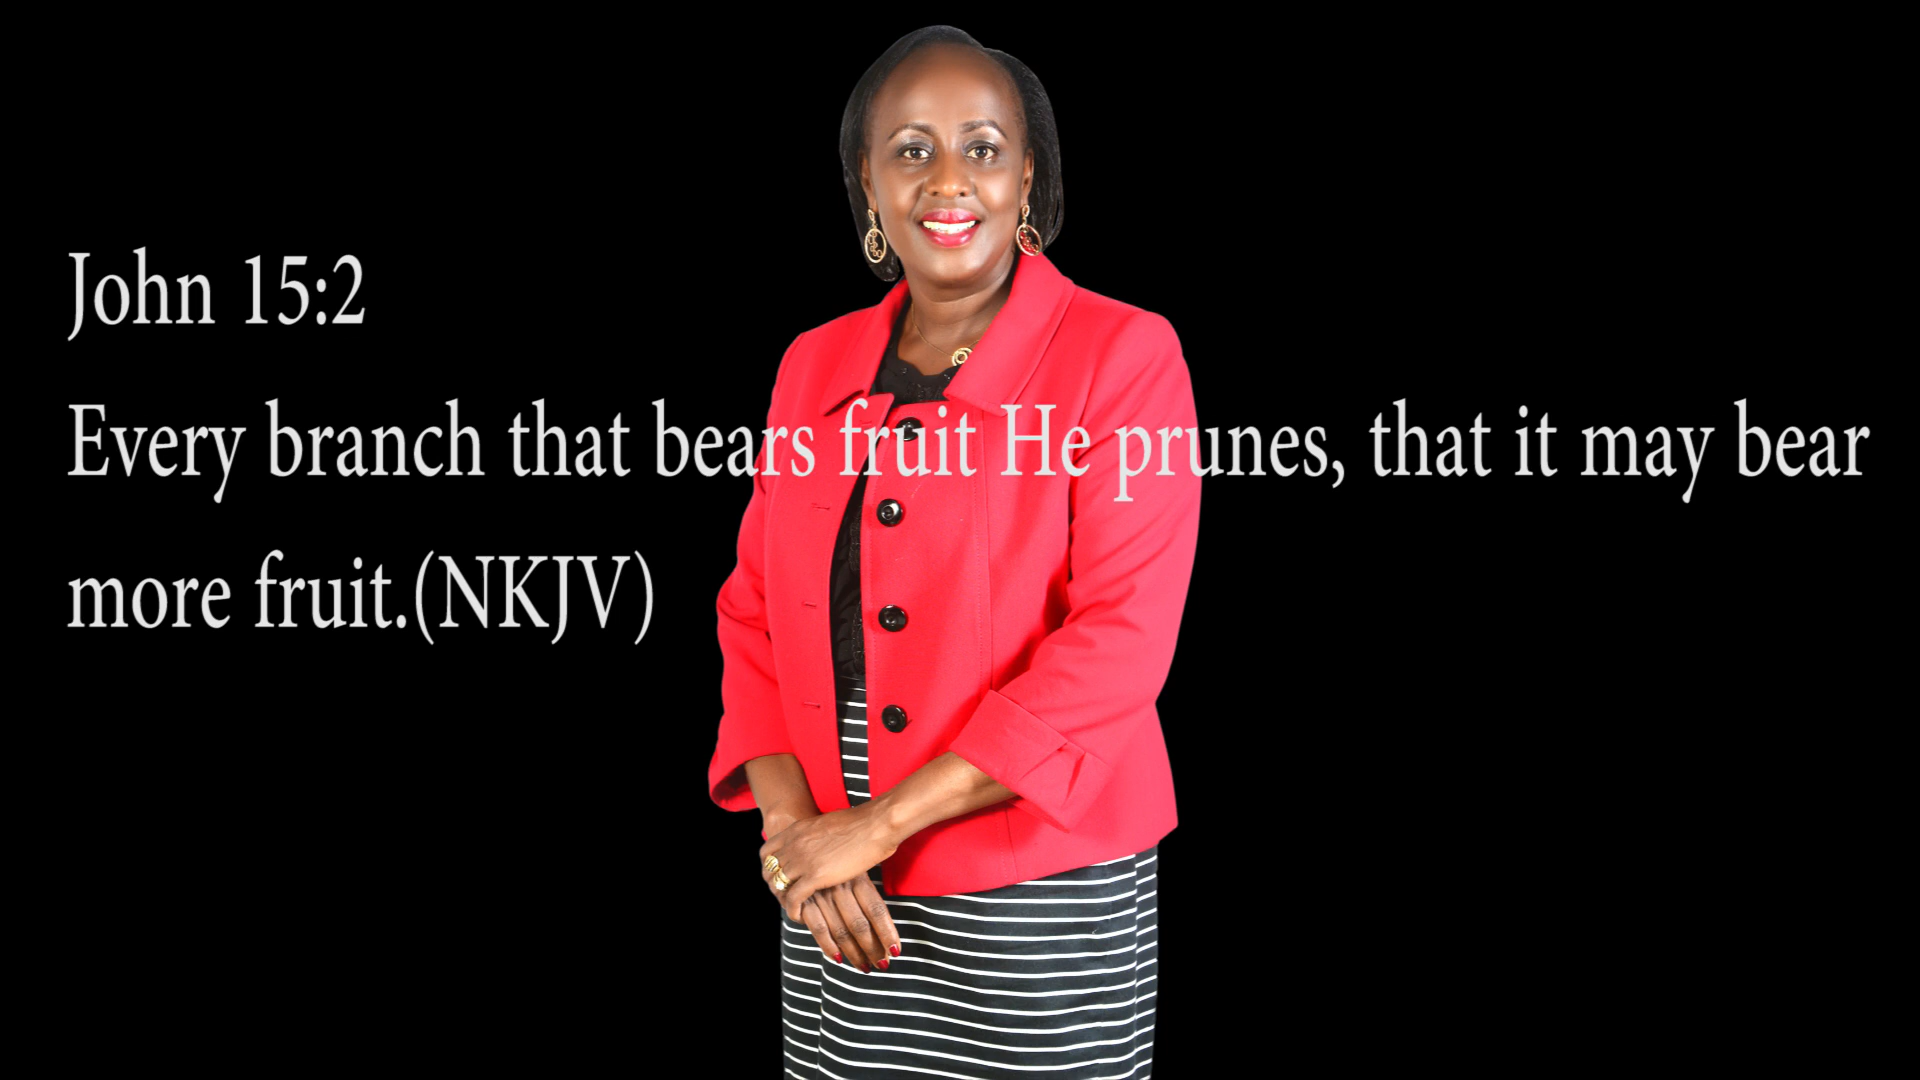 John 15:2
Every branch that bears fruit He prunes, that it may bear
more fruit.(NKJV)